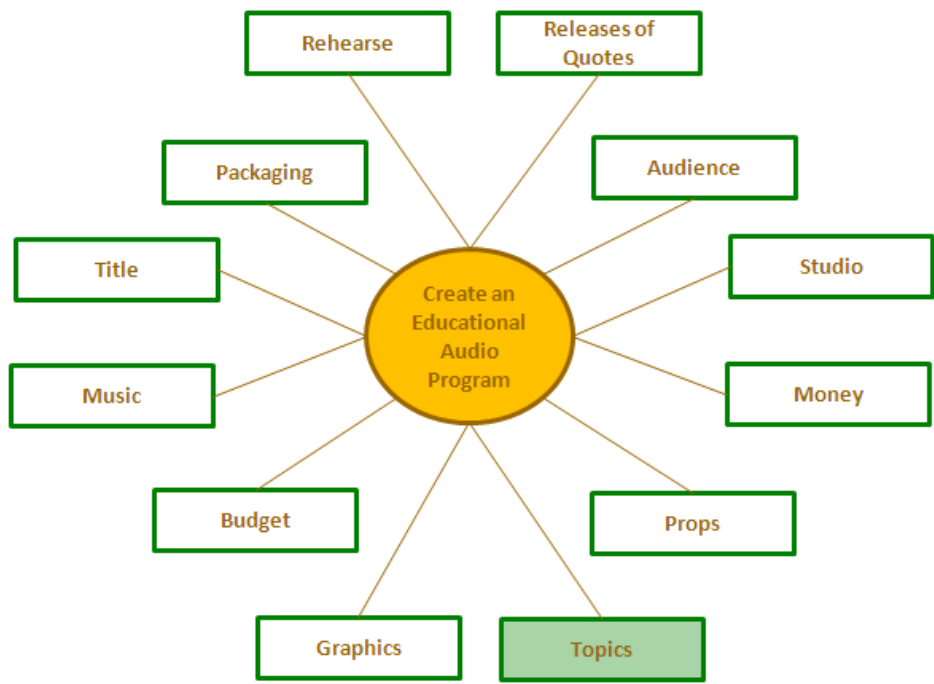 Rehearse
Releases of
Quotes
Packaging
Audience
Title
Studio
Create an
Educational
Audio
Program
Music
Money
Budget
Props
Graphics
Topics